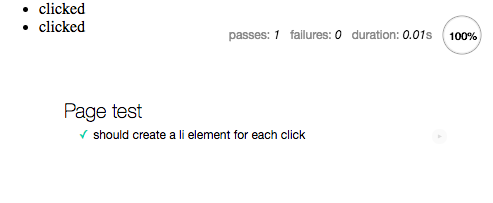 clicked
clicked
passes: 1 failures: 0 duration: 0.01s 100%
Page test
✓ should create a li element for each click